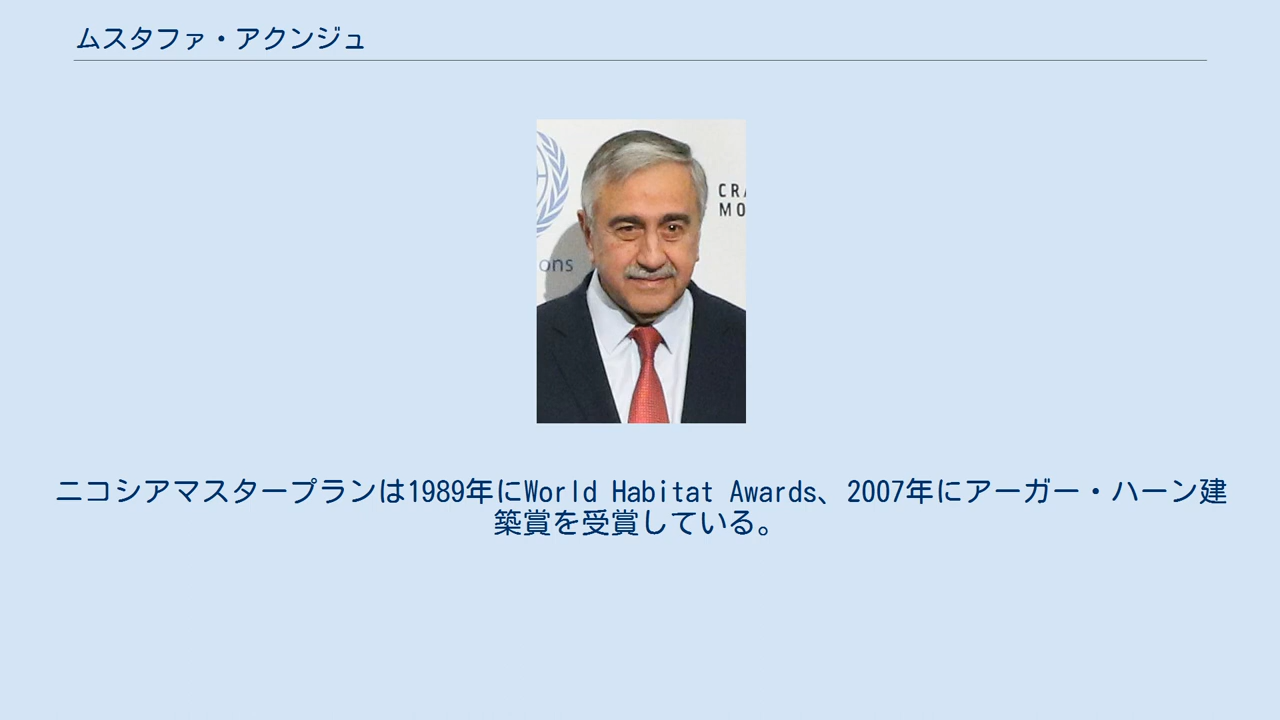 ムスタファ・アクンジュ
CRA
MO
ons
ニコシアマスタープランは1989年にWorld Habitat Awards、2007年にアーガー・ハーン建
築賞を受賞している。